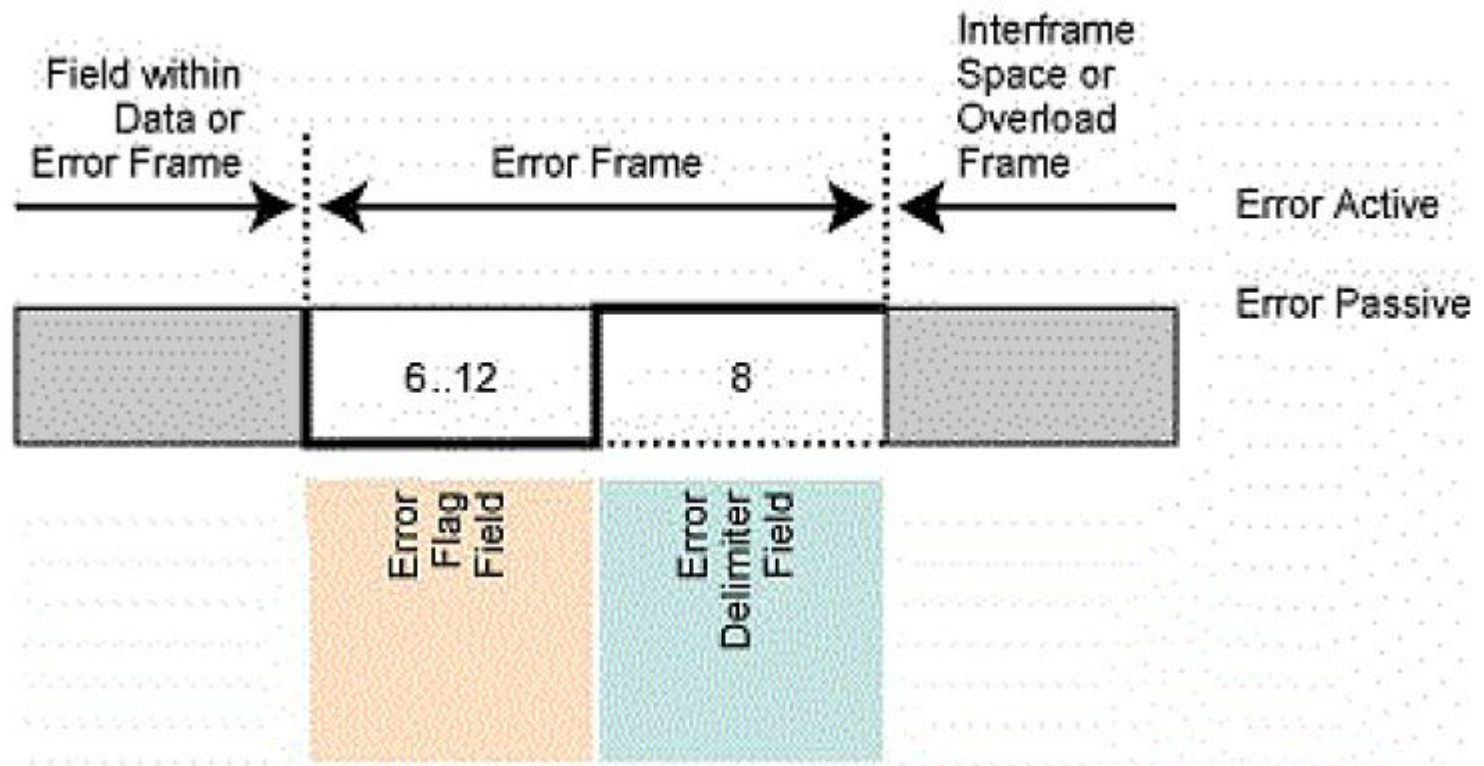 Field within
Data or
Error Frame
Error Frame
Interframe
Space or
Overload
Frame
Error Active
Error Passive
6..12
8
Error
Flag
Field
Error
Delimiter
Field